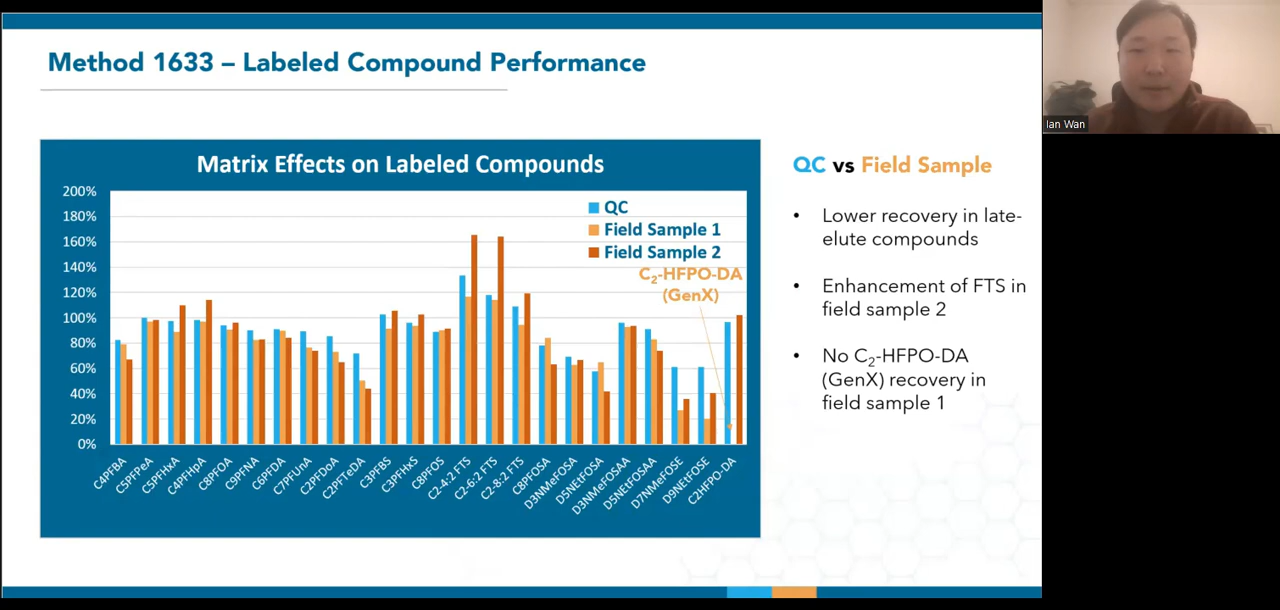 Method 1633 – Labeled Compound Performance
Ian Wan
Matrix Effects on Labeled Compounds
200%
180%
160%
140%
120%
100%
80%
60%
40%
20%
0%
QC
Field Sample 1
Field Sample 2
C₂-HFPO-DA
(GenX)
C4PFBA
C5PFPeA
C5PFHxA
C4PFHpA
C8PFOA
C9PFNA
C6PFDA
C7PFUnA
C2PFDoA
C2PFTeDA
C3PFBS
C3PFHxS
C8PFOS
C2-4:2 FTS
C2-6:2 FTS
C2-8:2 FTS
C8PFOSA
D3NMeFOSA
D5NEtFOSA
D3NMeFOSAA
D5NEtFOSAA
D7NMeFOSE
D9NEtFOSE
C2HFPO-DA
QC vs Field Sample
• Lower recovery in late-
elute compounds
• Enhancement of FTS in
field sample 2
• No C₂-HFPO-DA
(GenX) recovery in
field sample 1